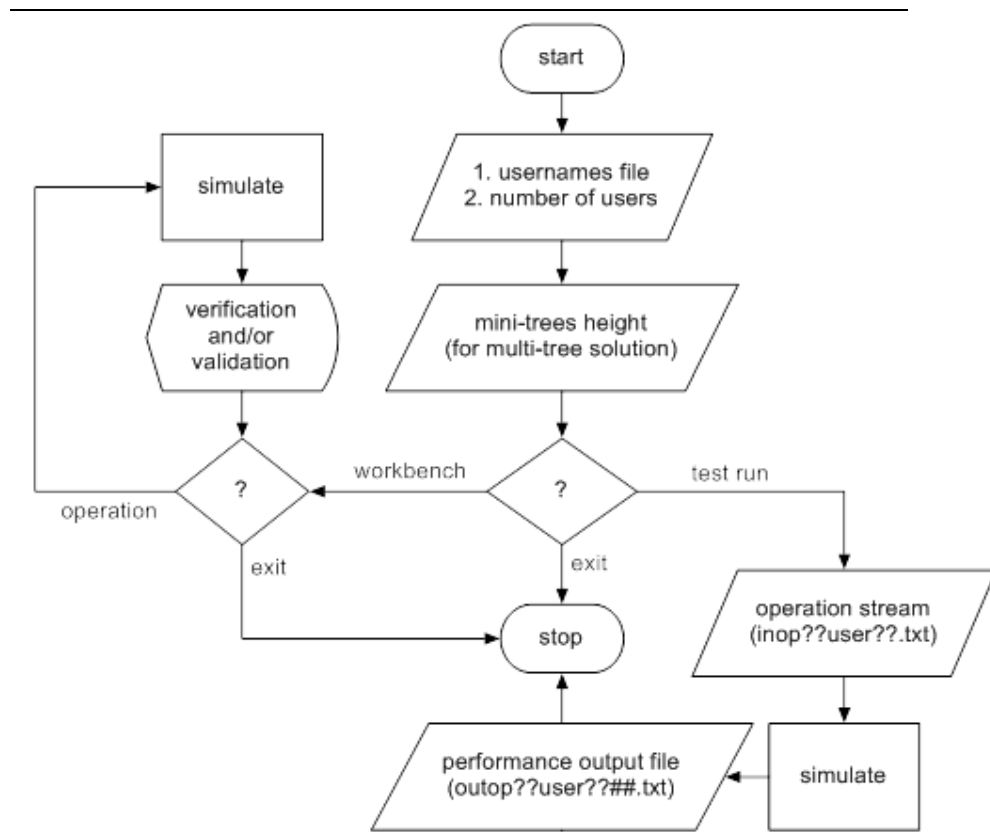 start
1. usernames file
2. number of users
simulate
mini-trees height
(for multi-tree solution)
verification
and/or
validation
?
workbench
?
test run
operation
exit
exit
stop
operation stream
(inop??user??.txt)
performance output file
(outop??user??##.txt)
simulate